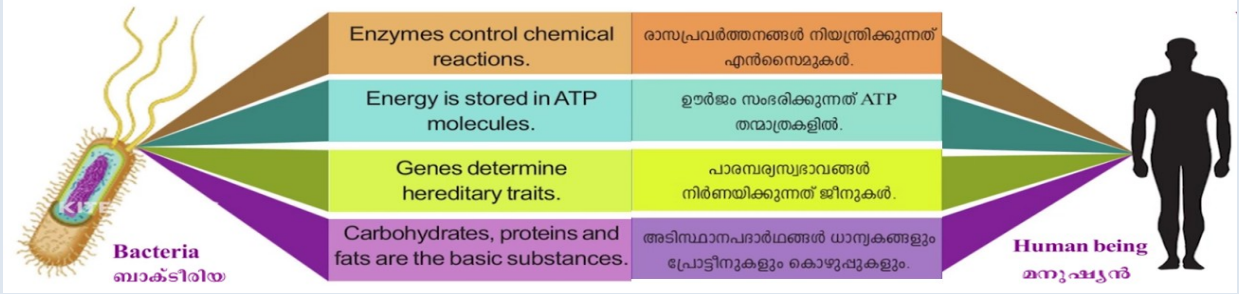 Enzymes control chemical
reactions.
രാസപ്രവർത്തനങ്ങൾ നിയന്ത്രിക്കുന്നത്
എൻസൈമുകൾ.
Energy is stored in ATP
molecules.
ഊർജം സംഭരിക്കുന്നത് ATP
തന്മാത്രകളിൽ.
Genes determine
hereditary traits.
പാരമ്പര്യസ്വഭാവങ്ങൾ
നിർണയിക്കുന്നത് ജീനുകൾ.
Carbohydrates, proteins and
fats are the basic substances.
അടിസ്ഥാനപദാർഥങ്ങൾ ധാന്യകങ്ങളും
പ്രോട്ടീനുകളും കൊഴുപ്പുകളും.
KITE
Bacteria
ബാക്ടീരിയ
Human being
മനുഷ്യൻ